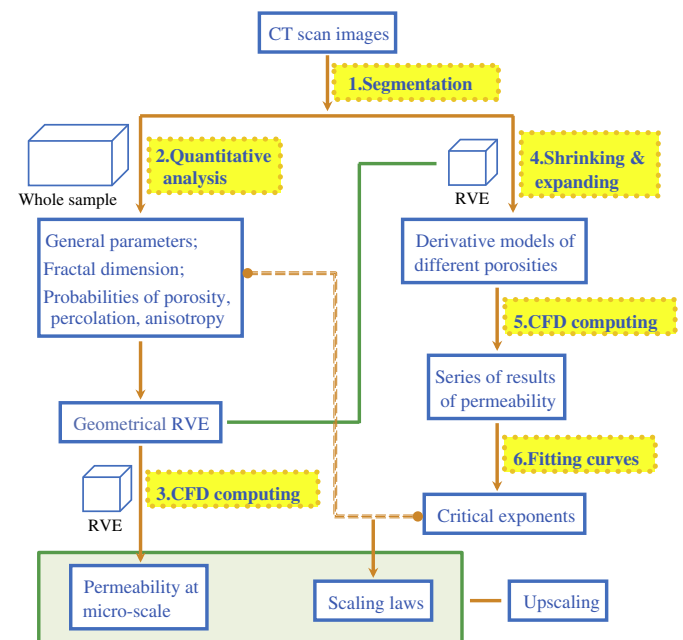 CT scan images
1.Segmentation
2.Quantitative
analysis
Whole sample
RVE
4.Shrinking &
expanding
General parameters;
Fractal dimension;
Probabilities of porosity,
percolation, anisotropy
Derivative models of
different porosities
5.CFD computing
Series of results
of permeability
Geometrical RVE
6.Fitting curves
3.CFD computing
RVE
Critical exponents
Permeability at
micro-scale
Scaling laws
Upscaling